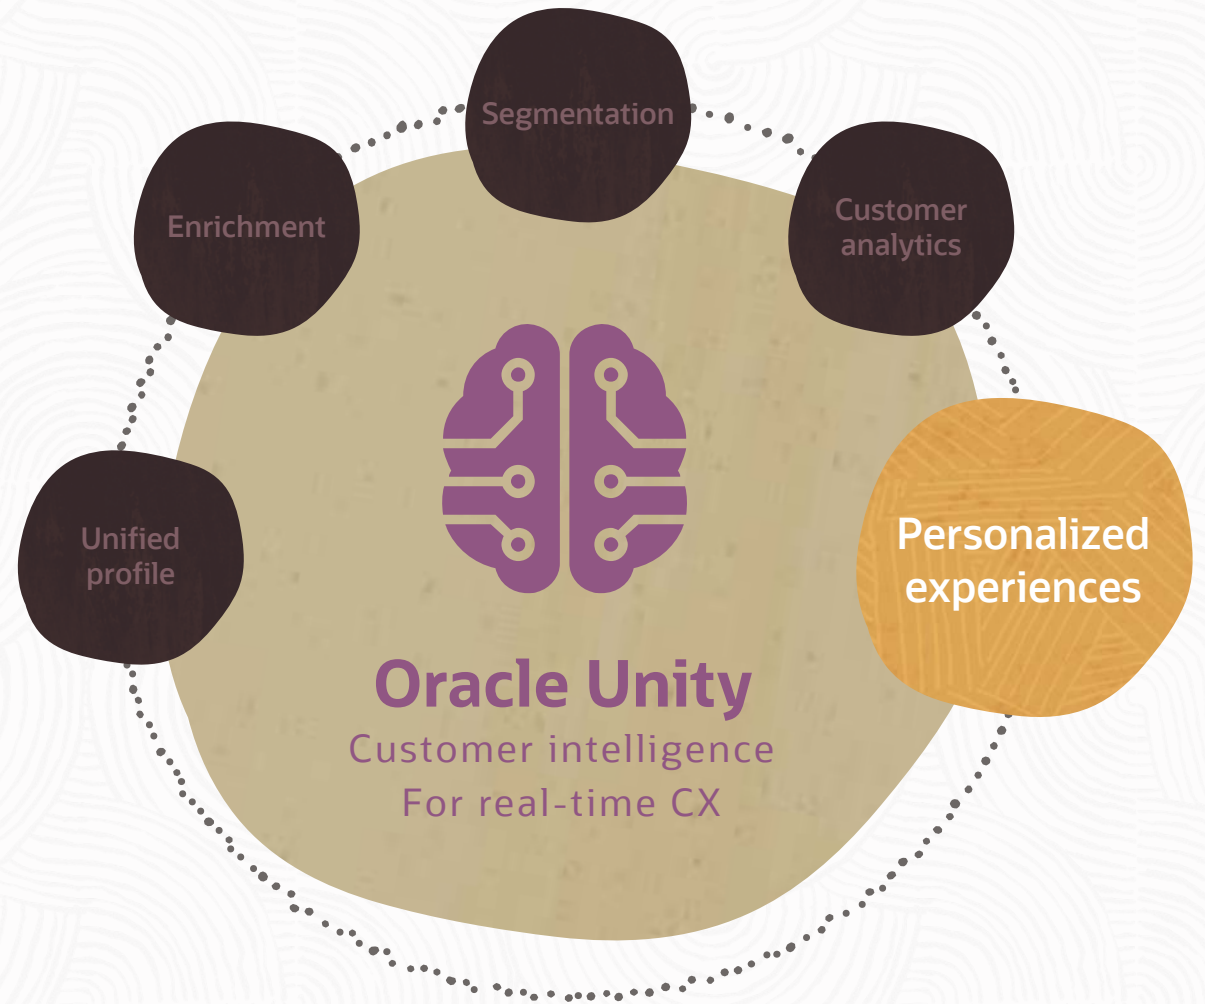 Segmentation
Enrichment
Customer
analytics
Unified
profile
Personalized
experiences
Oracle Unity
Customer intelligence
For real-time CX